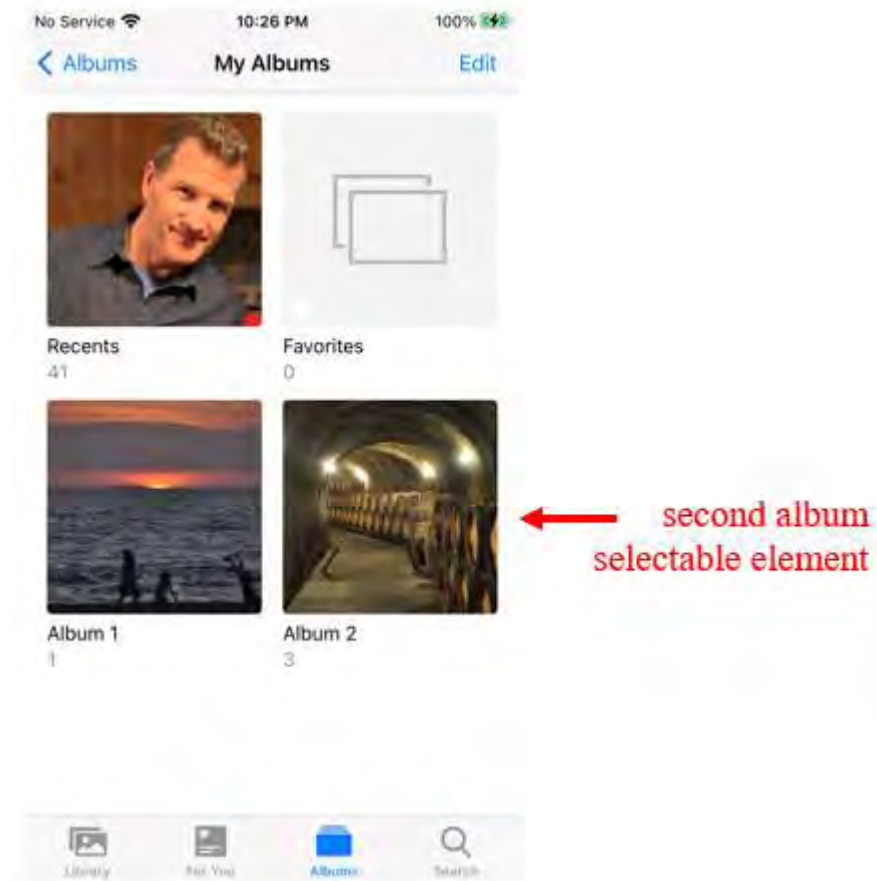 No Service 10:26 PM 100%
Albums My Albums Edit
Recents Favorites
41 0
second album
selectable element
Album 1 Album 2
1 3
Library For You Albums Search